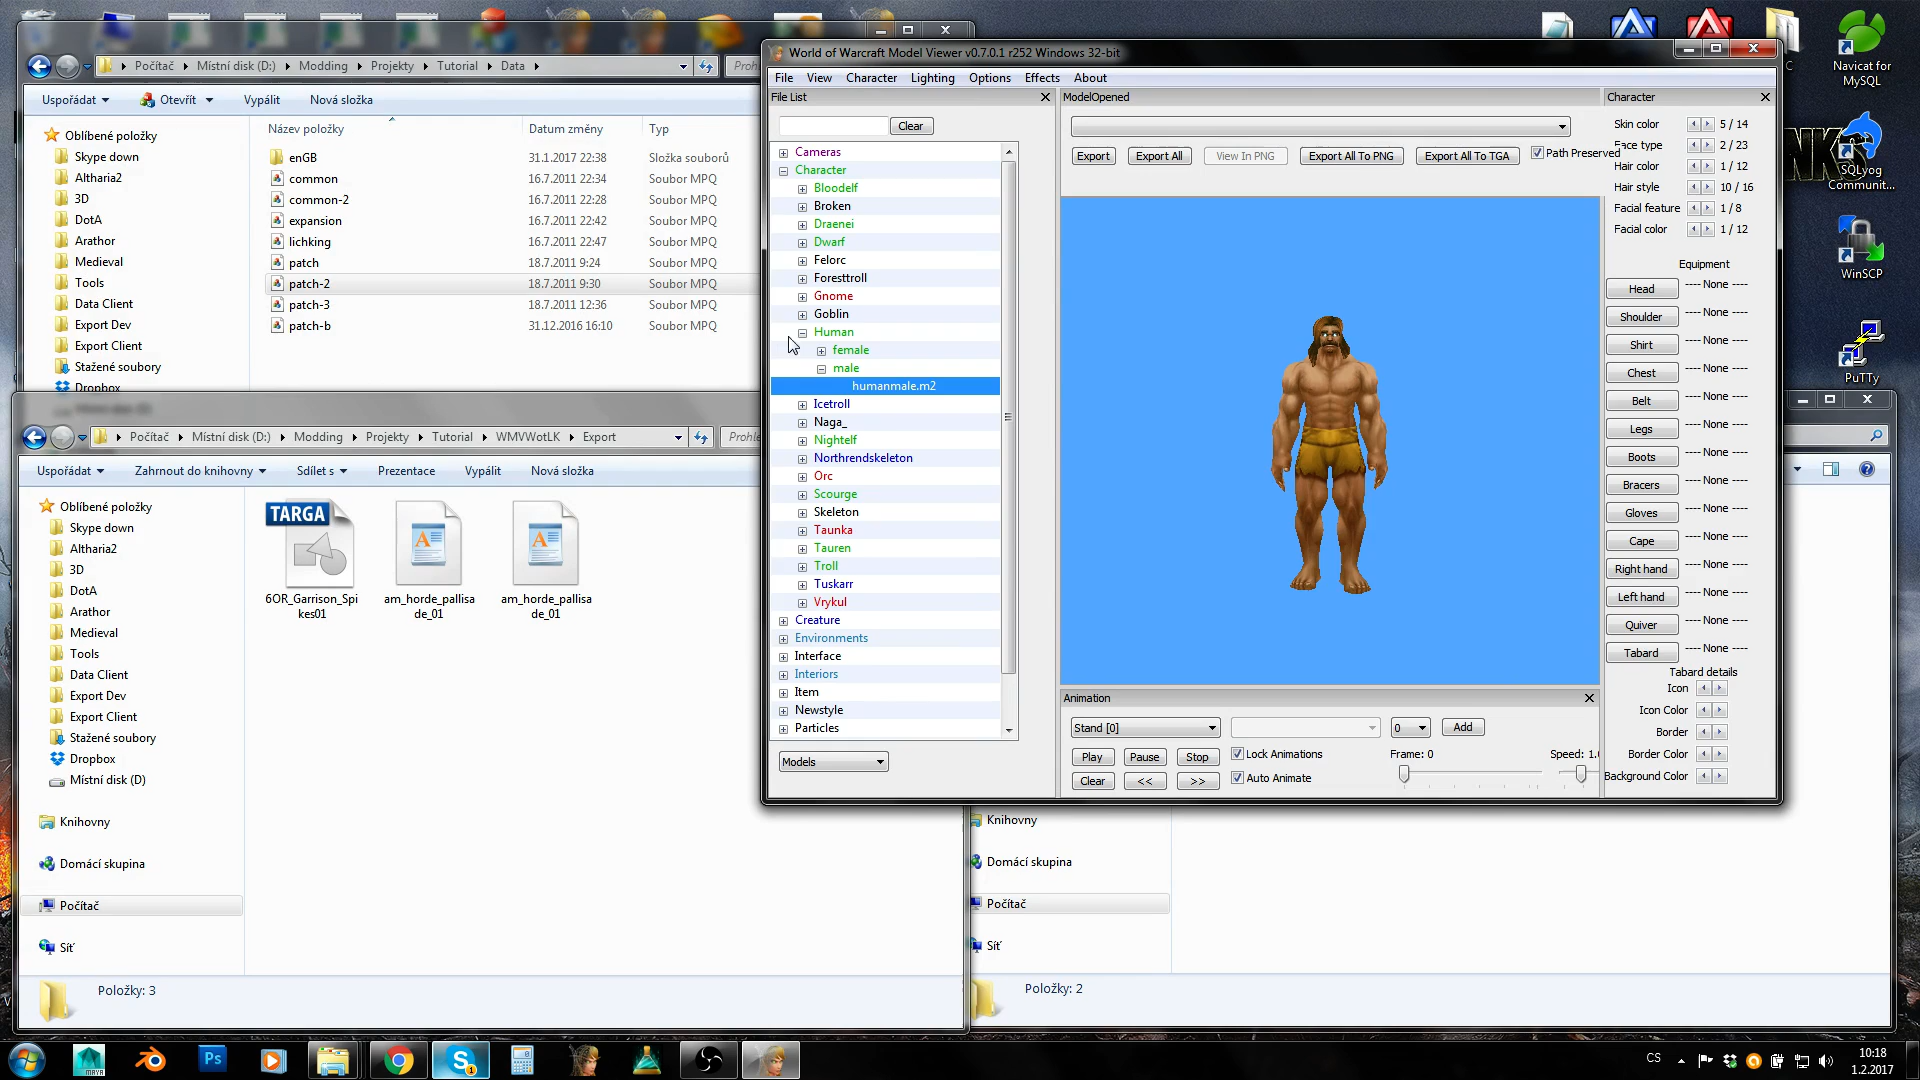 Počítač
Místní disk (D:)
Modding
Projekty
Tutorial
Data
Proh
Uspořádat
Otevřít
Vypálit
Nová složka
Název položky
Datum změny
Typ
Oblíbené položky
Skype down
Altharia2
3D
DotA
Arathor
Medieval
Tools
Data Client
Export Dev
Export Client
Stažené soubory
Dropbox
enGB 31.1.2017 22:38 Složka souborů
common 16.7.2011 22:34 Soubor MPQ
common-2 16.7.2011 22:28 Soubor MPQ
expansion 16.7.2011 22:42 Soubor MPQ
lichking 16.7.2011 22:47 Soubor MPQ
patch 18.7.2011 9:24 Soubor MPQ
patch-2 18.7.2011 9:30 Soubor MPQ
patch-3 18.7.2011 12:36 Soubor MPQ
patch-b 31.12.2016 16:10 Soubor MPQ
Počítač
Místní disk (D:)
Modding
Projekty
Tutorial
WMVWotLK
Export
Prohle
Uspořádat
Zahrnout do knihovny
Sdílet s
Prezentace
Vypálit
Nová složka
Oblíbené položky
Skype down
Altharia2
3D
DotA
Arathor
Medieval
Tools
Data Client
Export Dev
Export Client
Stažené soubory
Dropbox
Místní disk (D)
Knihovny
Domácí skupina
Počítač
Síť
TARGA
6OR_Garrison_Spi
kes01
am_horde_pallisa
de_01
am_horde_pallisa
de_01
Položky: 3
World of Warcraft Model Viewer v0.7.0.1 r252 Windows 32-bit
File View Character Lighting Options Effects About
File List
Clear
Cameras
Character
Bloodelf
Broken
Draenei
Dwarf
Felorc
Foresttroll
Gnome
Goblin
Human
female
male
humanmale.m2
Icetroll
Naga_
Nightelf
Northrendskeleton
Orc
Scourge
Skeleton
Taunka
Tauren
Troll
Tuskarr
Vrykul
Creature
Environments
Interface
Interiors
Item
Newstyle
Particles
Models
ModelOpened
Export
Export All
View In PNG
Export All To PNG
Export All To TGA
Path Preserved
Animation
Stand [0]
0
Add
Play
Pause
Stop
Lock Animations
Frame: 0
Speed: 1.
Clear
<<
>>
Auto Animate
Character
Skin color 5 / 14
Face type 2 / 23
Hair color 1 / 12
Hair style 10 / 16
Facial feature 1 / 8
Facial color 1 / 12
Equipment
Head ---- None ----
Shoulder ---- None ----
Shirt ---- None ----
Chest ---- None ----
Belt ---- None ----
Legs ---- None ----
Boots ---- None ----
Bracers ---- None ----
Gloves ---- None ----
Cape ---- None ----
Right hand ---- None ----
Left hand ---- None ----
Quiver ---- None ----
Tabard ---- None ----
Tabard details
Icon
Icon Color
Border
Border Color
Background Color
Knihovny
Domácí skupina
Počítač
Síť
Položky: 2
Navicat for
MySQL
SQLyog
Communit...
WinSCP
PuTTy
MAYA
Ps
CS
10:18
1.2.2017